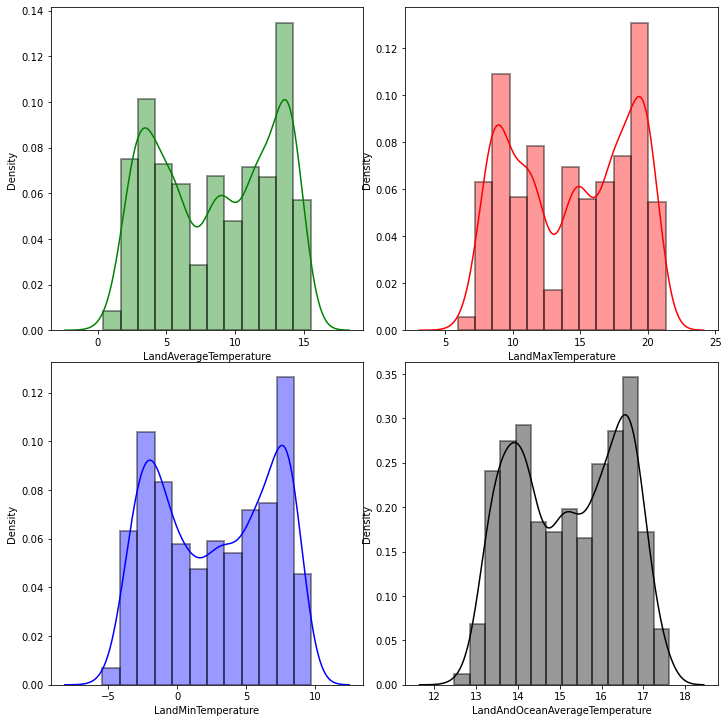 0.14
0.12
0.10
0.08
0.06
0.04
0.02
0.00
Density
0 5 10 15
LandAverageTemperature
0.12
0.10
0.08
0.06
0.04
0.02
0.00
Density
5 10 15 20 25
LandMaxTemperature
0.12
0.10
0.08
0.06
0.04
0.02
0.00
Density
−5 0 5 10
LandMinTemperature
0.35
0.30
0.25
0.20
0.15
0.10
0.05
0.00
Density
12 13 14 15 16 17 18
LandAndOceanAverageTemperature